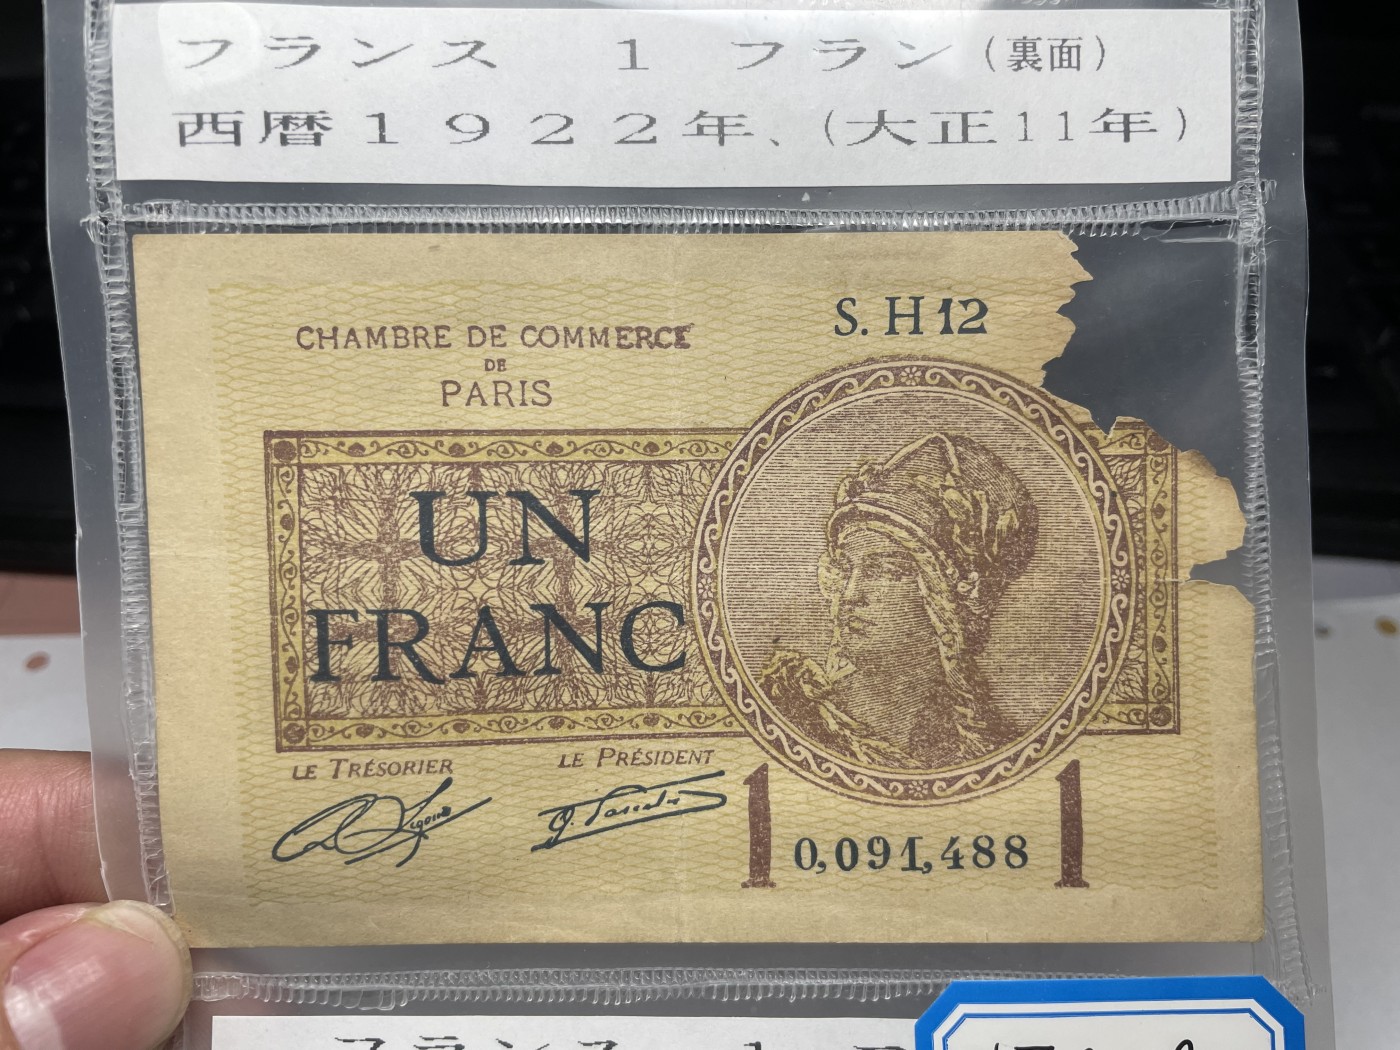 フランス 1 フラン(裏面)
西暦1922年、(大正11年)
CHAMBRE DE COMMERCE
DE
PARIS
S. H 12
UN
FRANC
LE TRÉSORIER
LE PRÉSIDENT
1 0,091,488 1